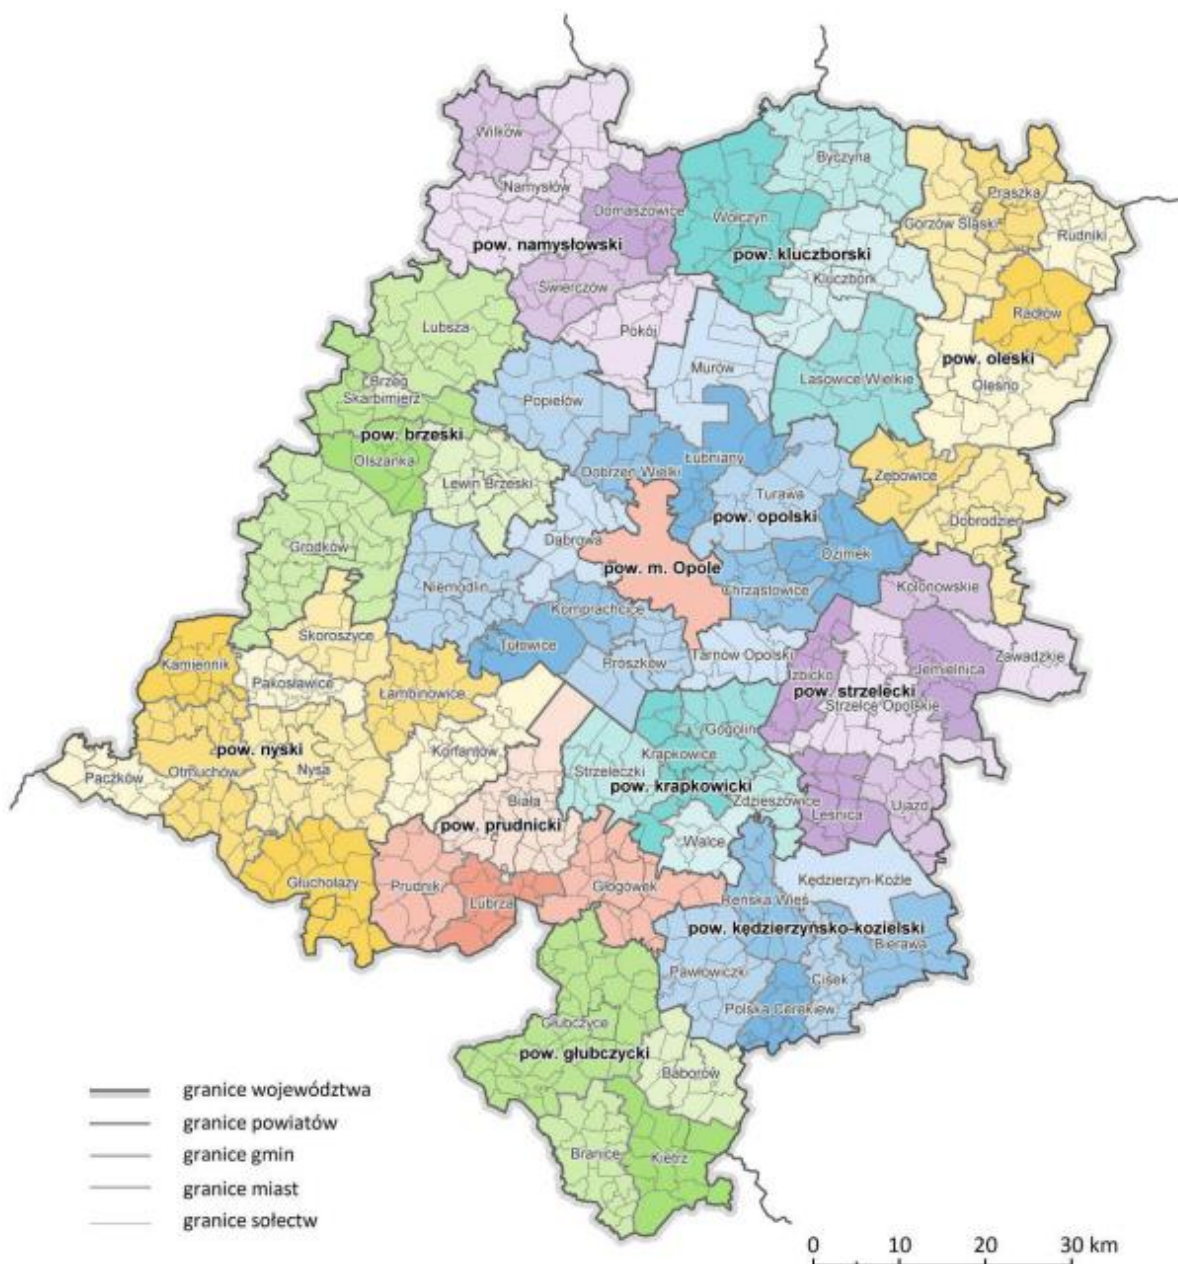 Wilków
Byczyna
Namysłów
Praszka
Domaszowice
Wołczyn
Gorzów Śląski
Rudniki
pow. namysłowski
pow. kluczborski
Kluczbork
Świerczów
Radłów
Lubsza
Pokój
pow. oleski
Murów
Lasowice Wielkie
Olesno
Brzeg
Skarbimierz
Popielów
pow. brzeski
Olszanka
Łubniany
Dobrzeń Wielki
Zębowice
Lewin Brzeski
Turawa
pow. opolski
Dobrodzień
Grodków
Dąbrowa
Ozimek
pow. m. Opole
Niemodlin
Chrząstowice
Kolonowskie
Komprachcice
Skoroszyce
Tułowice
Kamiennik
Prószków
Tarnów Opolski
Zawadzkie
Izbicko
Jemielnica
Pakosławice
Łambinowice
pow. strzelecki
Strzelce Opolskie
Gogolin
pow. nyski
Korfantów
Krapkowice
Paczków
Otmuchów
Nysa
Strzeleczki
pow. krapkowicki
Biała
Zdzieszowice
Leśnica
Ujazd
pow. prudnicki
Walce
Głuchołazy
Prudnik
Lubrza
Głogówek
Kędzierzyn-Koźle
Reńska Wieś
pow. kędzierzyńsko-kozielski
Bierawa
Pawłowiczki
Cisek
Polska Cerekiew
Głubczyce
pow. głubczycki
Baborów
Branice
Kietrz
granice województwa
granice powiatów
granice gmin
granice miast
granice sołectw
0 10 20 30 km